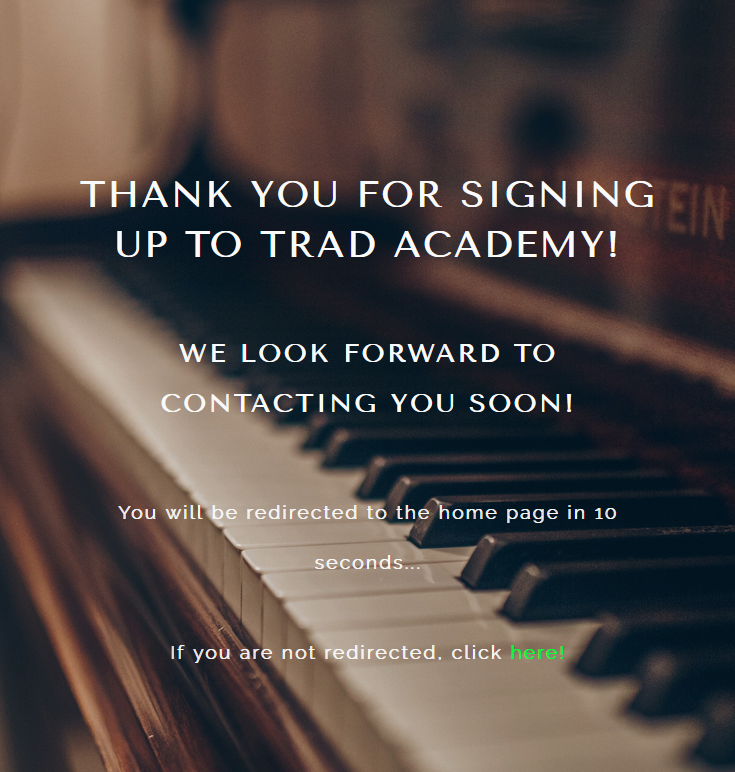 THANK YOU FOR SIGNING
UP TO TRAD ACADEMY!
TEIN
WE LOOK FORWARD TO
CONTACTING YOU SOON!
You will be redirected to the home page in 10
seconds...
If you are not redirected, click here!